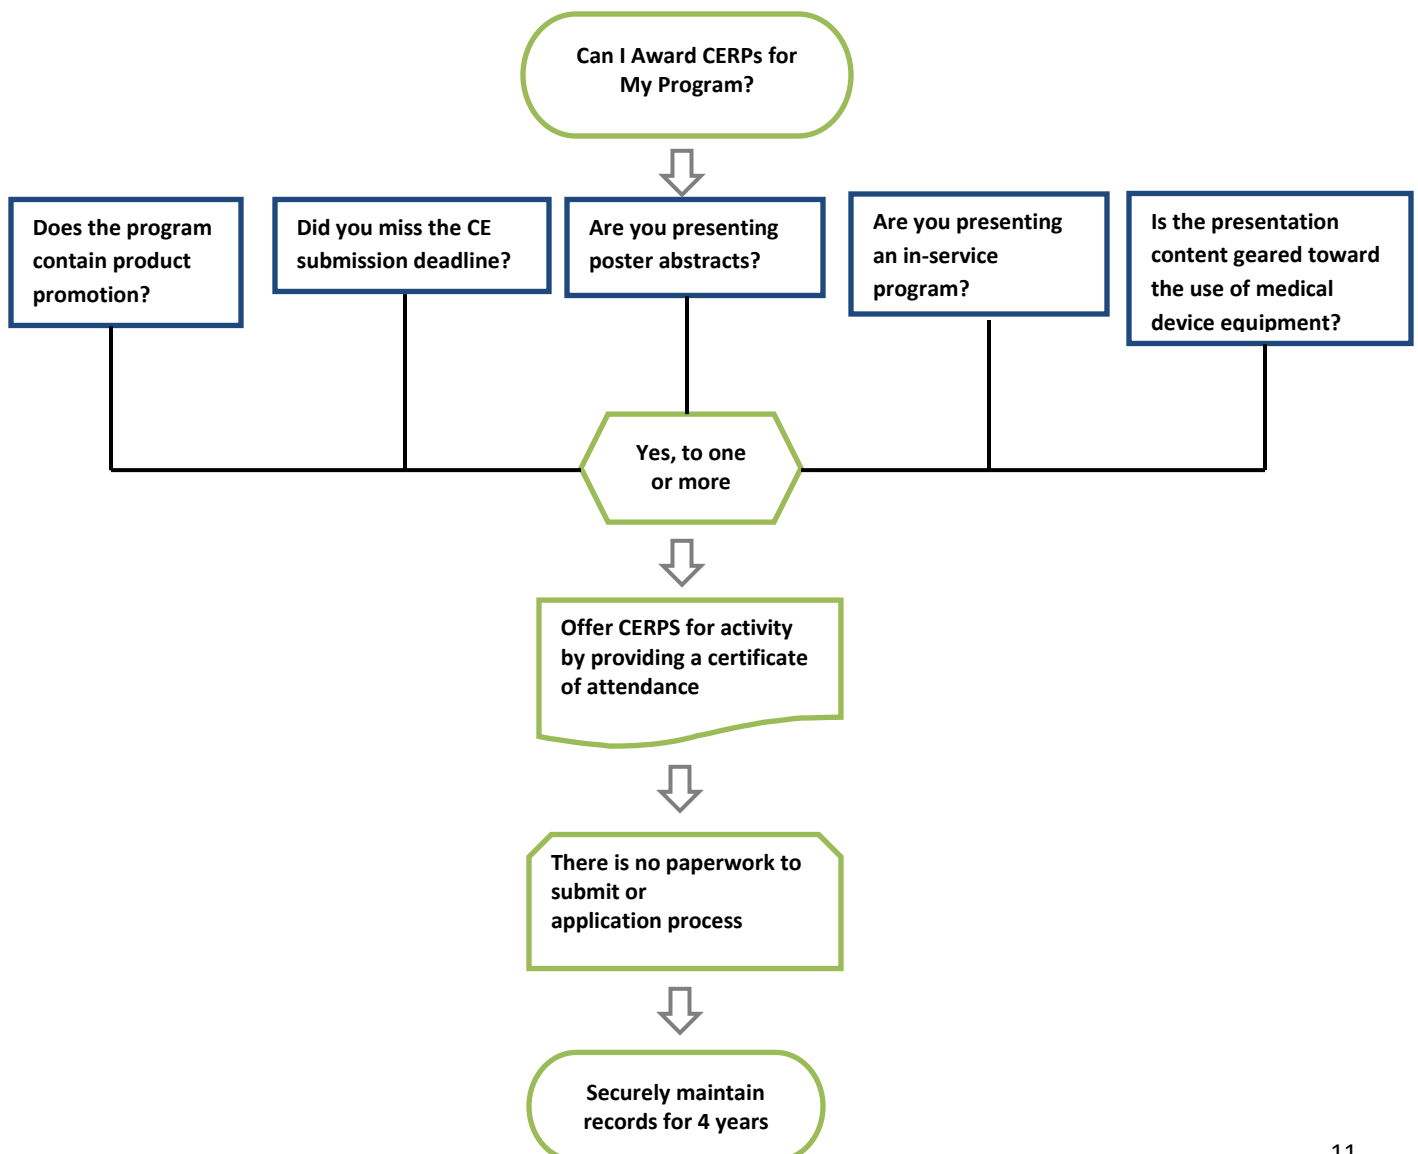 Can I Award CERPs for
My Program?
Does the program
contain product
promotion?
Did you miss the CE
submission deadline?
Are you presenting
poster abstracts?
Are you presenting
an in-service
program?
Is the presentation
content geared toward
the use of medical
device equipment?
Yes, to one
or more
Offer CERPS for activity
by providing a certificate
of attendance
There is no paperwork to
submit or
application process
Securely maintain
records for 4 years
11